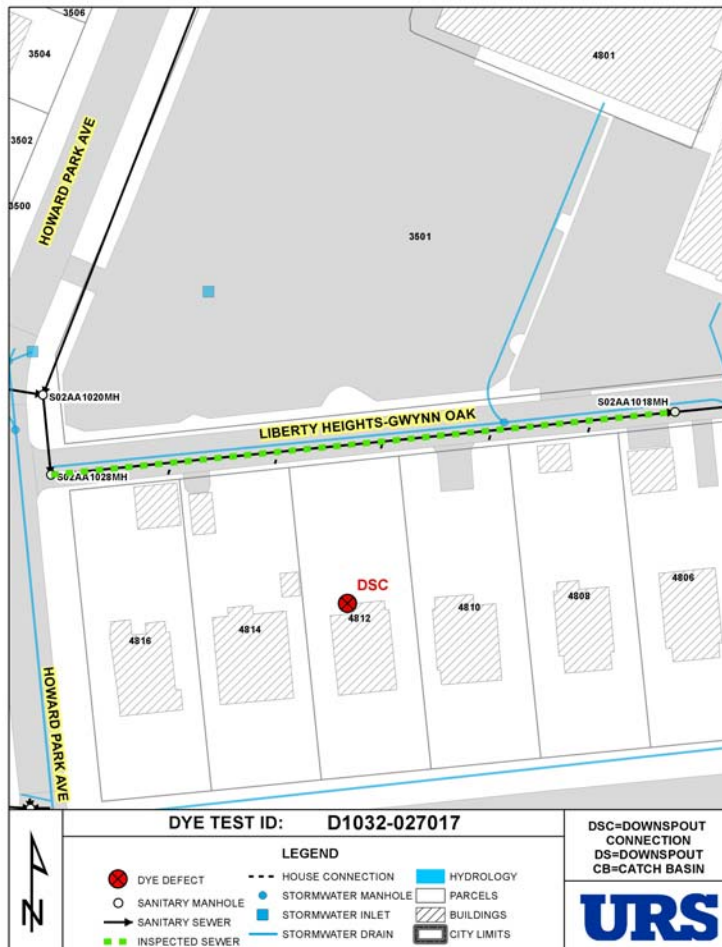 3506
3504
4801
3502
HOWARD PARK AVE
3500
3501
S02AA1020MH
S02AA1018MH
LIBERTY HEIGHTS-GWYNN OAK
S02AA1028MH
DSC
4816
4814
4812
4810
4808
4806
HOWARD PARK AVE
DYE TEST ID: D1032-027017
N
LEGEND
DYE DEFECT
SANITARY MANHOLE
SANITARY SEWER
INSPECTED SEWER
HOUSE CONNECTION
STORMWATER MANHOLE
STORMWATER INLET
STORMWATER DRAIN
HYDROLOGY
PARCELS
BUILDINGS
CITY LIMITS
DSC=DOWNSPOUT
CONNECTION
DS=DOWNSPOUT
CB=CATCH BASIN
URS